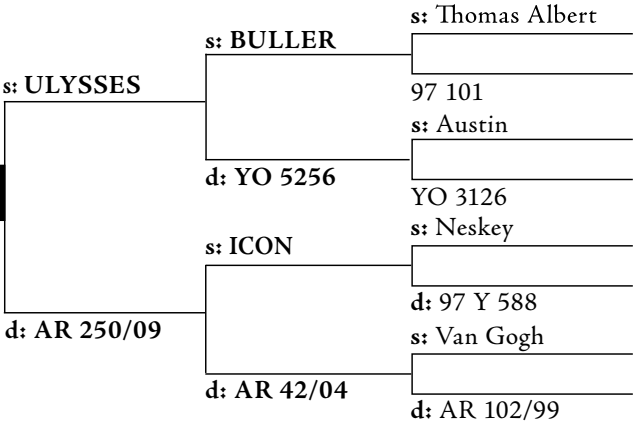 s: Thomas Albert
s: BULLER
s: ULYSSES
97 101
s: Austin
d: YO 5256
YO 3126
s: Neskey
s: ICON
d: 97 Y 588
d: AR 250/09
s: Van Gogh
d: AR 42/04
d: AR 102/99